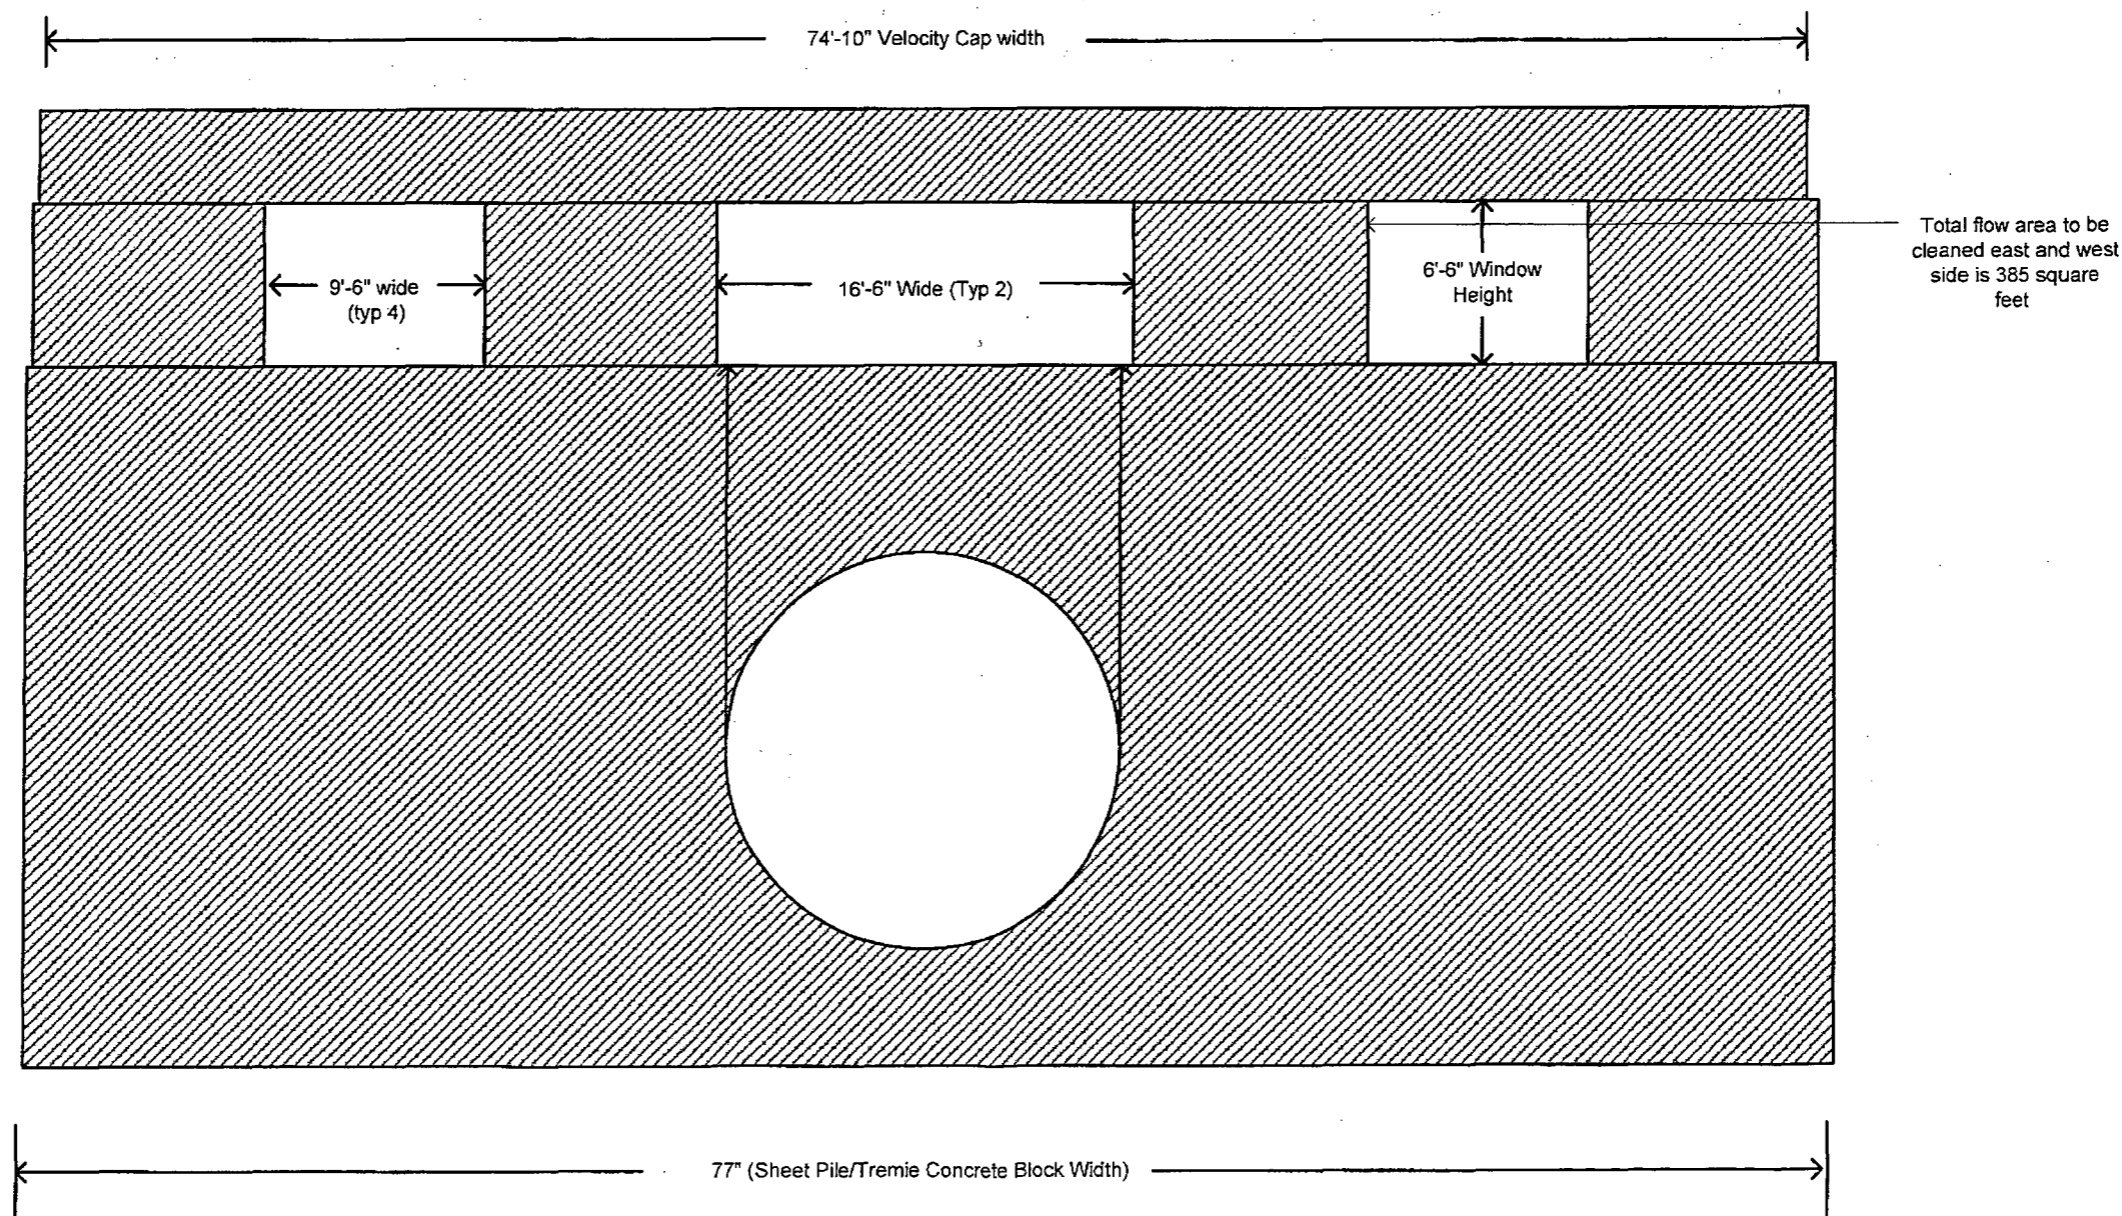 74'-10" Velocity Cap width
Total flow area to be
cleaned east and west
side is 385 square
feet
9'-6" wide
(typ 4)
16'-6" Wide (Typ 2)
6'-6" Window
Height
77" (Sheet Pile/Tremie Concrete Block Width)